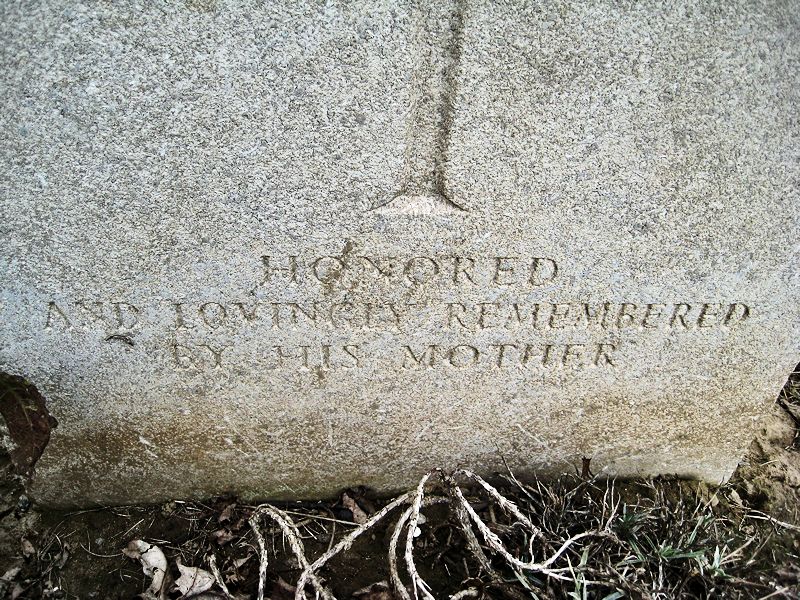 HONORED
AND LOVINGLY REMEMBERED
BY HIS MOTHER